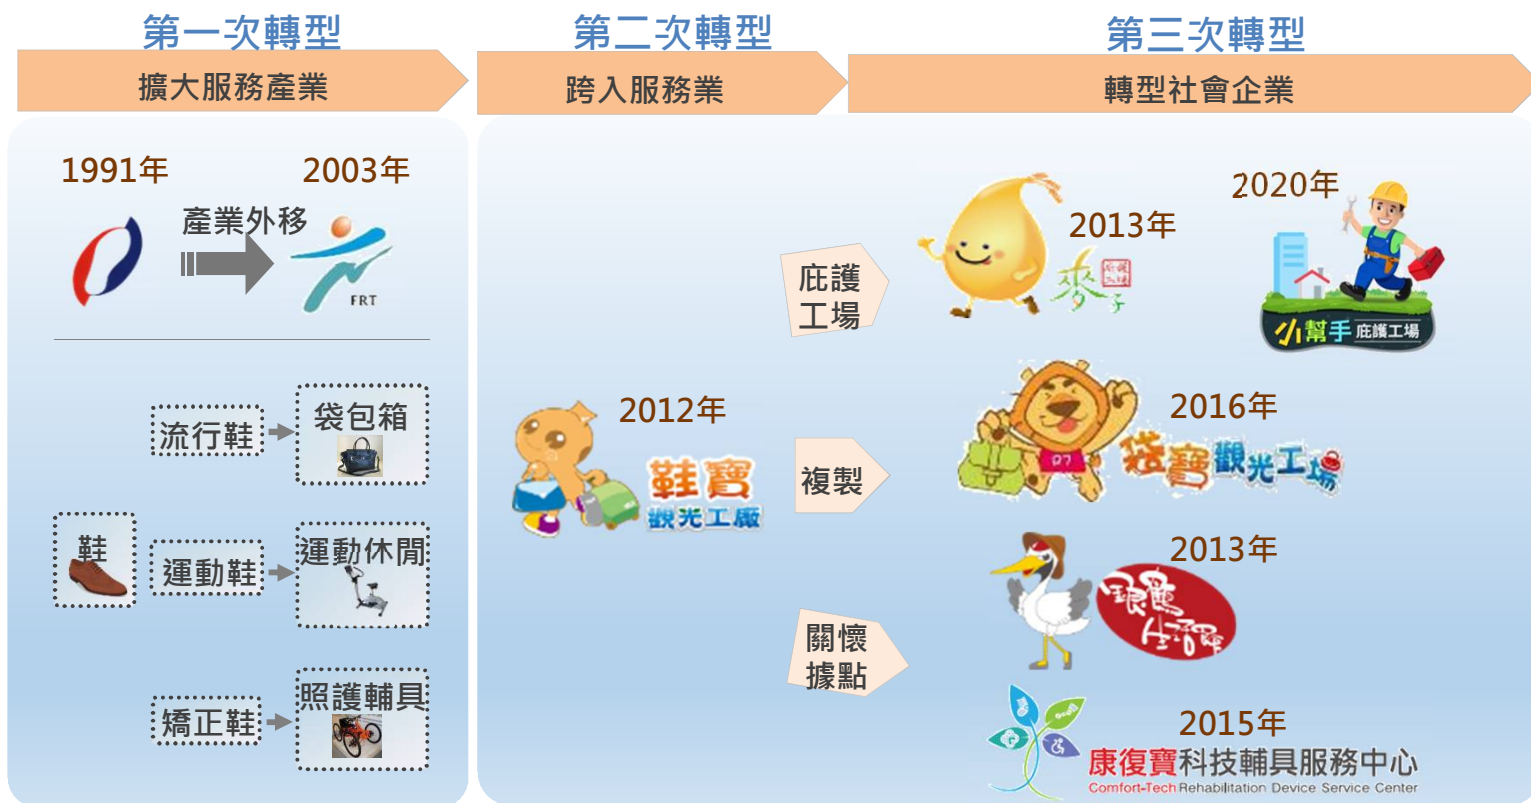 第一次轉型
第二次轉型
第三次轉型
擴大服務產業
跨入服務業
轉型社會企業
1991年
2003年
產業外移
FRT
鞋
流行鞋
袋包箱
運動鞋
運動休閒
矯正鞋
照護輔具
2012年
鞋寶
觀光工廠
庇護
工場
2013年
麥
子
2020年
小幫手庇護工場
複製
2016年
袋寶觀光工場
關懷
據點
2013年
2015年
康復寶科技輔具服務中心
Comfort-Tech Rehabilitation Device Service Center